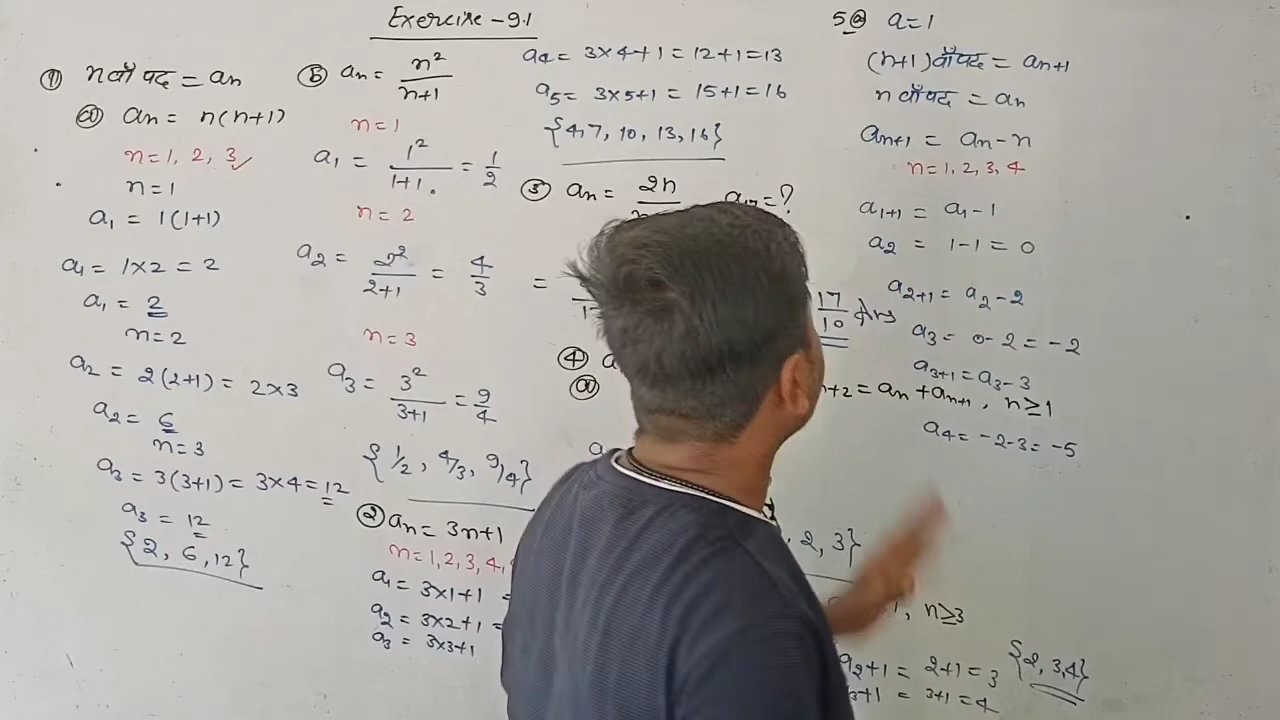 Exercise - 9.1
① n वाँ पद = an
ⓐ an = n(n+1)
n = 1, 2, 3
n = 1
a1 = 1(1+1)
a1 = 1×2 = 2
a1 = 2
n = 2
a2 = 2(2+1) = 2×3
a2 = 6
n = 3
a3 = 3(3+1) = 3×4 = 12
a3 = 12
{2, 6, 12}
ⓑ an = n²/n+1
n = 1
a1 = 1²/1+1 = 1/2
n = 2
a2 = 2²/2+1 = 4/3
n = 3
a3 = 3²/3+1 = 9/4
{1/2, 4/3, 9/4}
② an = 3n+1
n = 1, 2, 3, 4,
a1 = 3×1+1 =
a2 = 3×2+1 =
a3 = 3×3+1
a4 = 3×4+1 = 12+1 = 13
a5 = 3×5+1 = 15+1 = 16
{4, 7, 10, 13, 16}
③ an = 2n
= ?
=
17/10 Ans
④
ⓐ
n+2 = an + an+1, n≥1
2, 3}
, n≥3
a2+1 = 2+1 = 3
3+1 = 3+1 = 4
{2, 3, 4}
5 ⓐ a = 1
(n+1) वाँ पद = an+1
n वाँ पद = an
an+1 = an - n
n = 1, 2, 3, 4
a1+1 = a1 - 1
a2 = 1-1 = 0
a2+1 = a2 - 2
a3 = 0-2 = -2
a3+1 = a3 - 3
a4 = -2-3 = -5